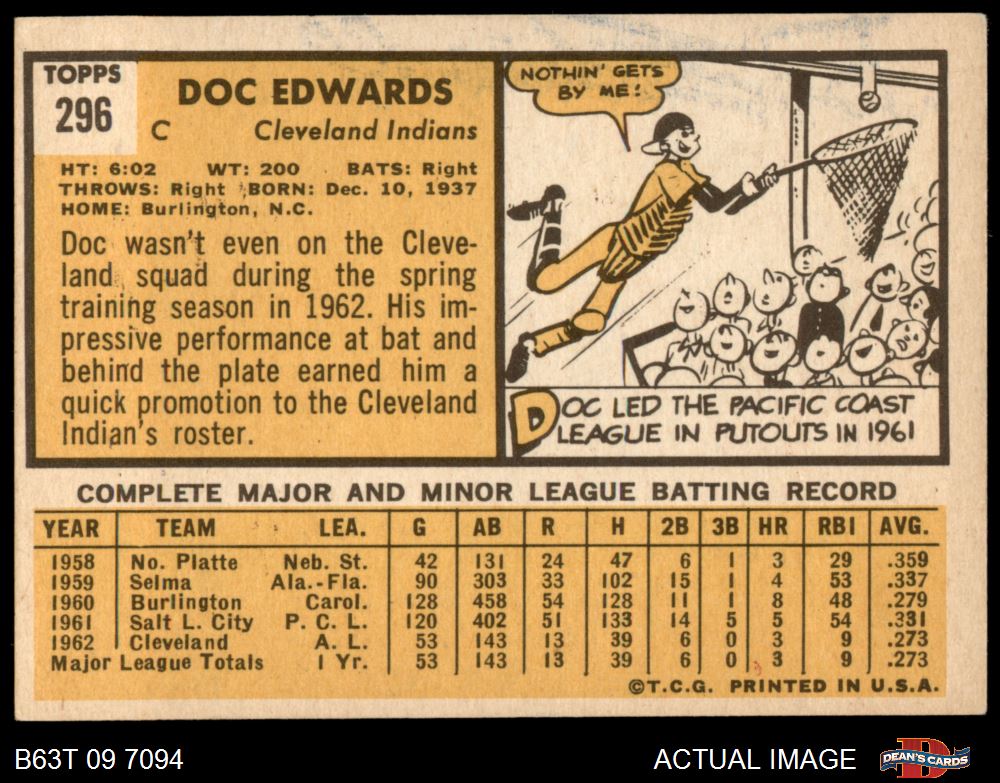 TOPPS
296
DOC EDWARDS
C Cleveland Indians
HT: 6:02 WT: 200 BATS: Right
THROWS: Right BORN: Dec. 10, 1937
HOME: Burlington, N.C.
Doc wasn't even on the Cleve-
land squad during the spring
training season in 1962. His im-
pressive performance at bat and
behind the plate earned him a
quick promotion to the Cleveland
Indian's roster.
NOTHIN' GETS
BY ME!
DOC LED THE PACIFIC COAST
LEAGUE IN PUTOUTS IN 1961
COMPLETE MAJOR AND MINOR LEAGUE BATTING RECORD
YEAR TEAM LEA. G AB R H 2B 3B HR RBI AVG.
1958 No. Platte Neb. St. 42 131 24 47 6 1 3 29 .359
1959 Selma Ala.-Fla. 90 303 33 102 15 1 4 53 .337
1960 Burlington Carol. 128 458 54 128 11 1 8 48 .279
1961 Salt L. City P. C. L. 120 402 51 133 14 5 5 54 .331
1962 Cleveland A. L. 53 143 13 39 6 0 3 9 .273
Major League Totals 1 Yr. 53 143 13 39 6 0 3 9 .273
©T.C.G. PRINTED IN U.S.A.
B63T 09 7094 ACTUAL IMAGE DEAN'S CARDS